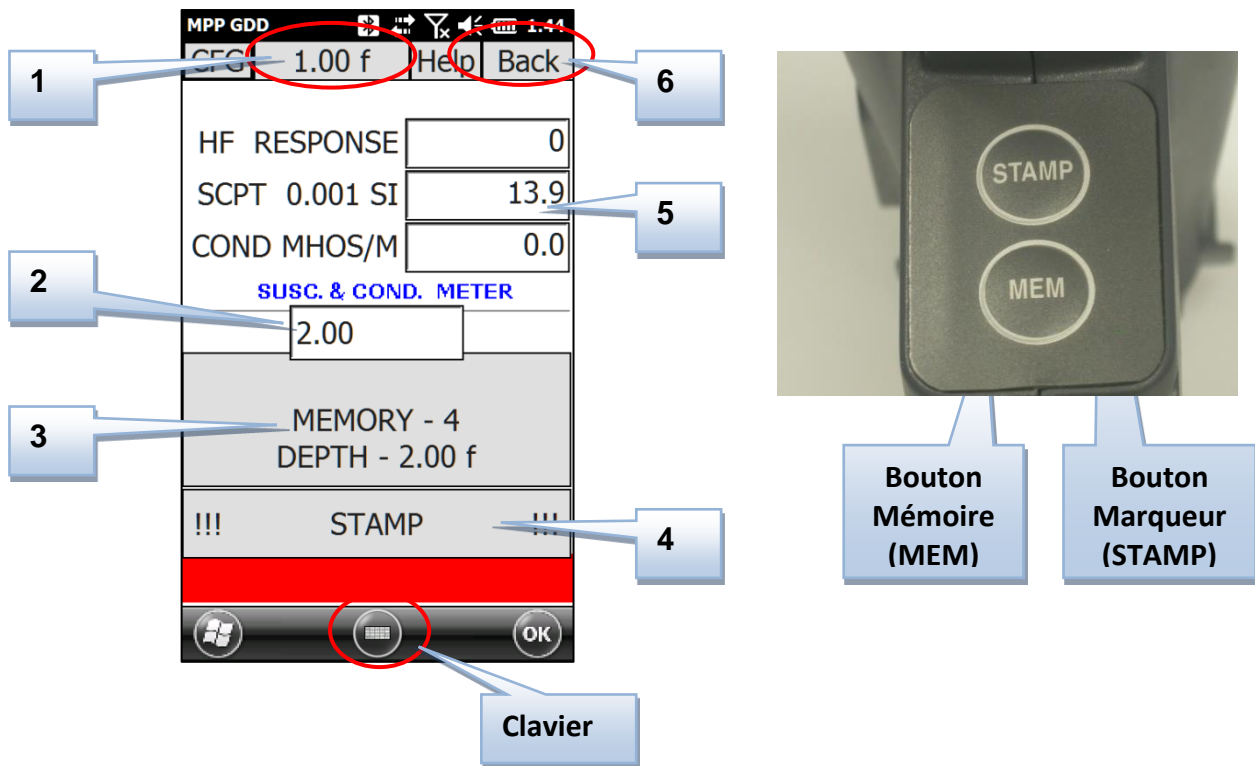 MPP GDD 1:44
CFG 1.00 f Help Back
1
6
HF RESPONSE 0
SCPT 0.001 SI 13.9
5
COND MHOS/M 0.0
2
SUSC. & COND. METER
2.00
3
MEMORY - 4
DEPTH - 2.00 f
!!! STAMP !!!
4
OK
Clavier
STAMP
MEM
Bouton
Mémoire
(MEM)
Bouton
Marqueur
(STAMP)